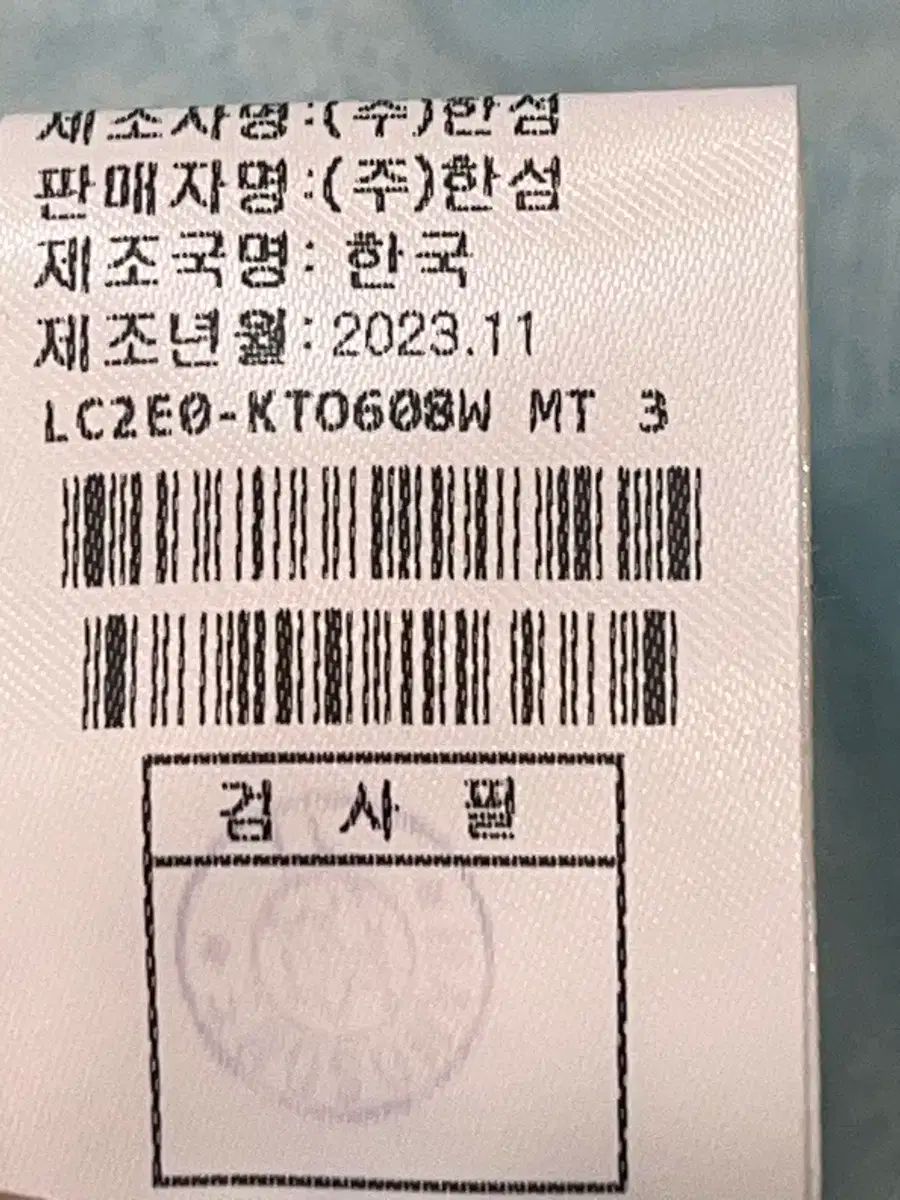 제조자명:(주)한섬
판매자명:(주)한섬
제조국명: 한국
제조년월:2023.11
LC2E0-KTO608W MT 3
검 사 필